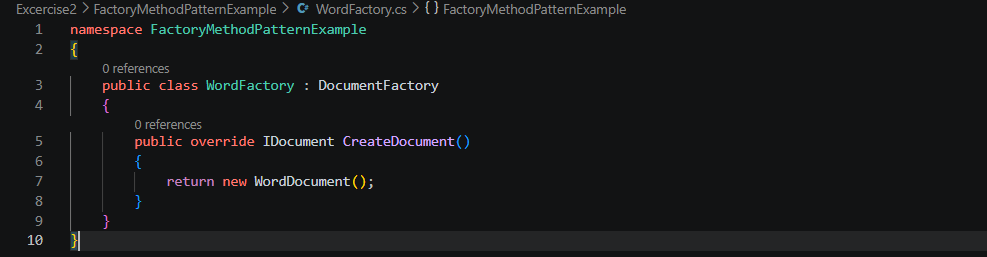 Excercise2 > FactoryMethodPatternExample > WordFactory.cs > {} FactoryMethodPatternExample
1 namespace FactoryMethodPatternExample
2 {
0 references
3 public class WordFactory : DocumentFactory
4 {
0 references
5 public override IDocument CreateDocument()
6 {
7 return new WordDocument();
8 }
9 }
10 }